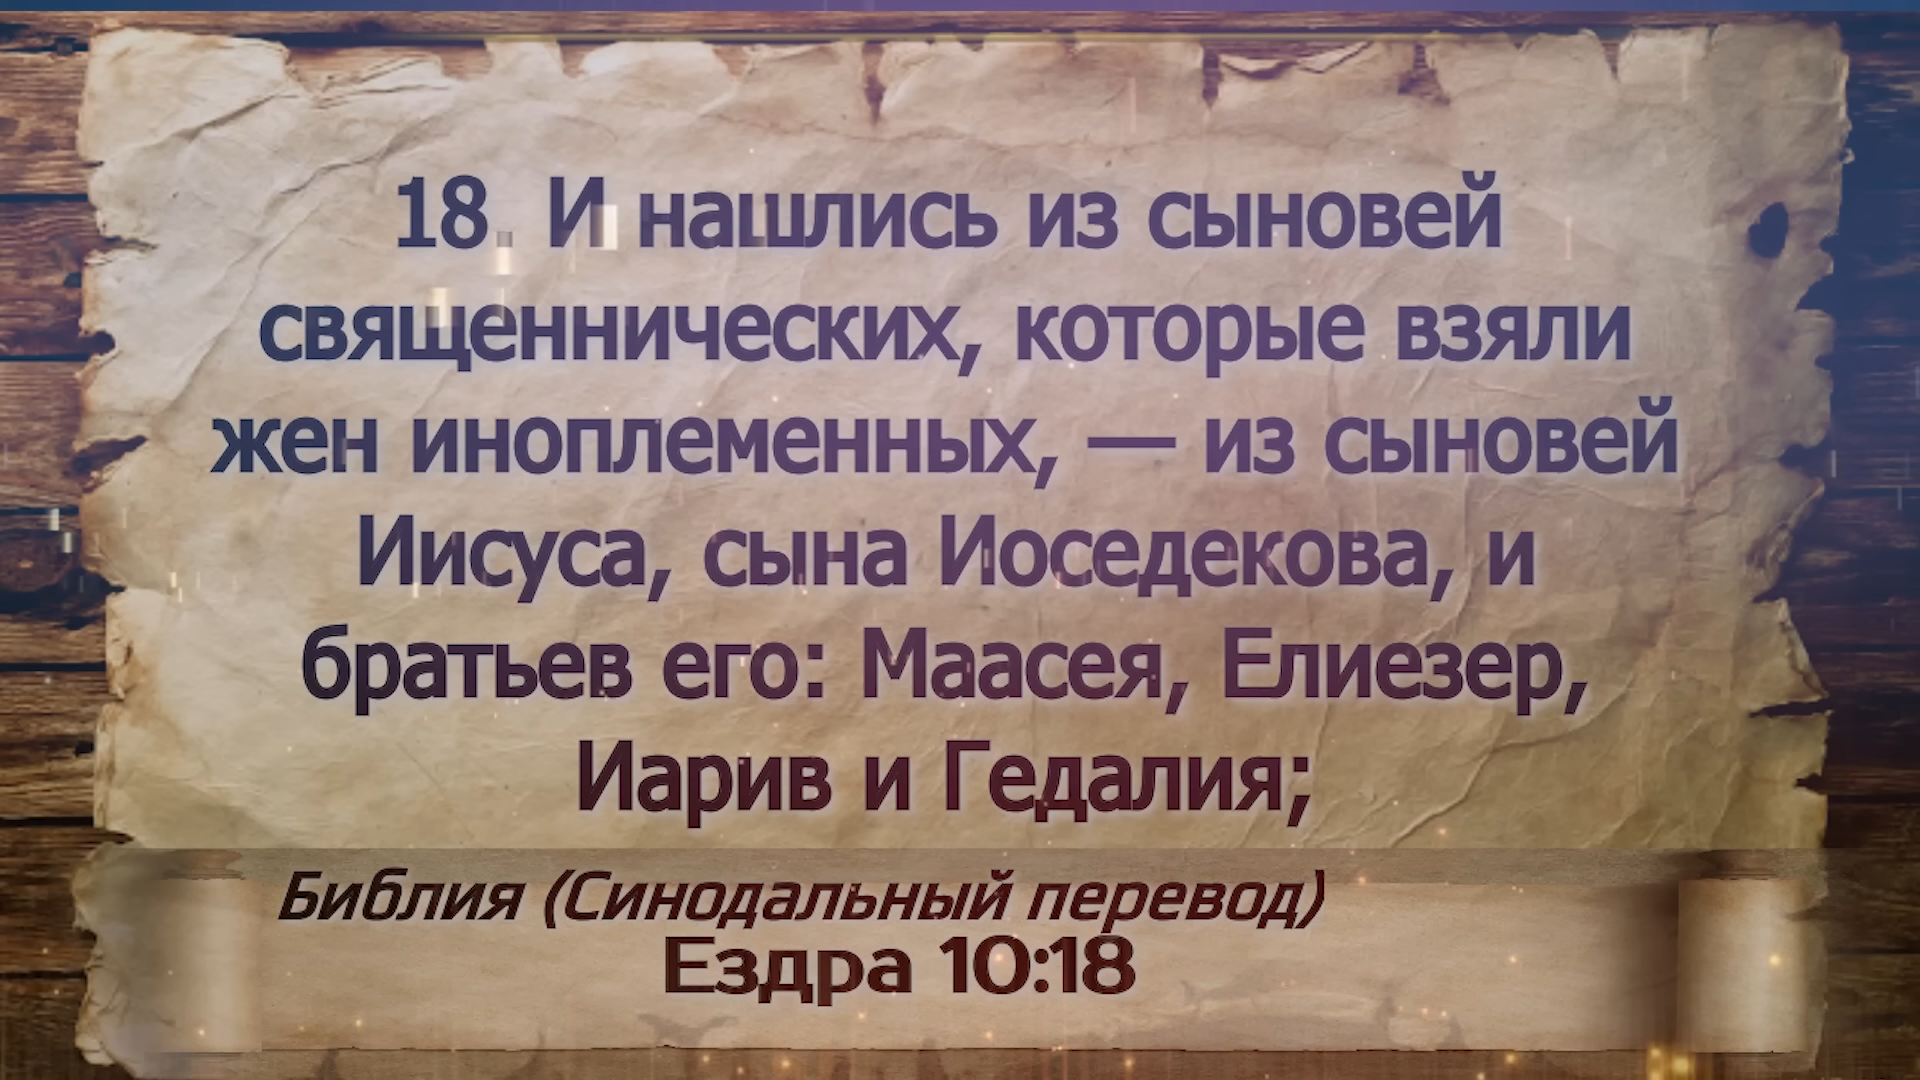 18. И нашлись из сыновей
священнических, которые взяли
жен иноплеменных, — из сыновей
Иисуса, сына Иоседекова, и
братьев его: Маасея, Елиезер,
Иарив и Гедалия;
Библия (Синодальный перевод)
Ездра 10:18